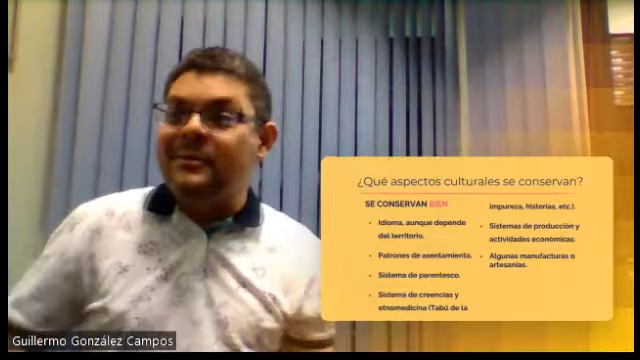 ¿Qué aspectos culturales se conservan?
SE CONSERVAN BIEN
• Idioma, aunque depende
del territorio.
• Patrones de asentamiento.
• Sistema de parentesco.
• Sistema de creencias y
etnomedicina (Tabú de la
impureza, historias, etc.).
• Sistemas de producción y
actividades económicas.
• Algunas manufacturas o
artesanías.
Guillermo González Campos